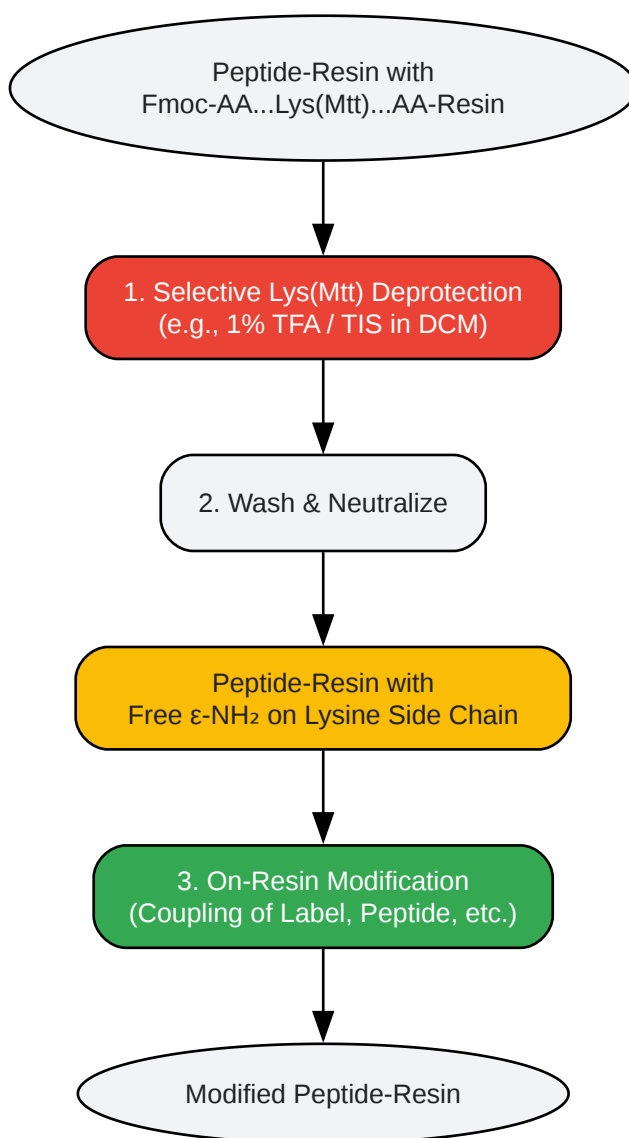 Peptide-Resin with
Fmoc-AA...Lys(Mtt)...AA-Resin
1. Selective Lys(Mtt) Deprotection
(e.g., 1% TFA / TIS in DCM)
2. Wash & Neutralize
Peptide-Resin with
Free ε-NH₂ on Lysine Side Chain
3. On-Resin Modification
(Coupling of Label, Peptide, etc.)
Modified Peptide-Resin